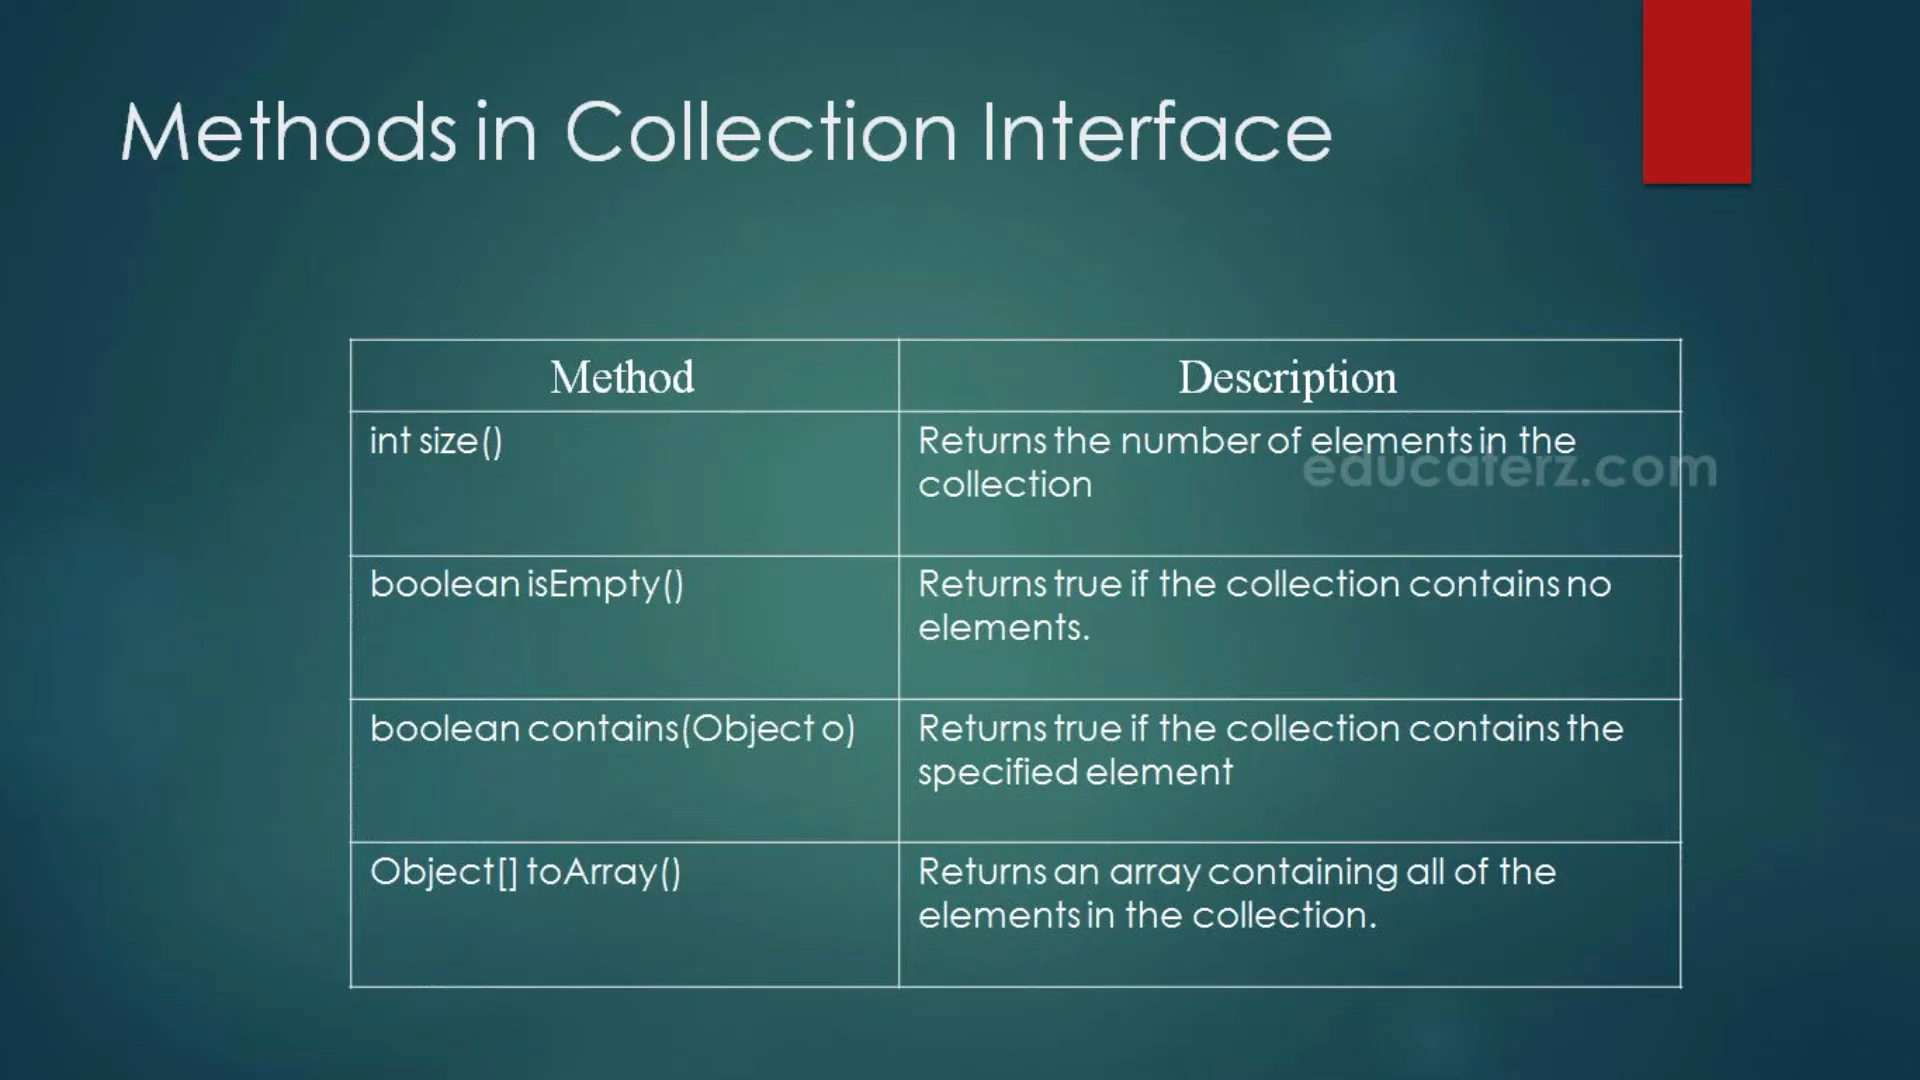 Methods in Collection Interface
Method
Description
int size()
Returns the number of elements in the
collection
educaterz.com
boolean isEmpty()
Returns true if the collection contains no
elements.
boolean contains(Object o)
Returns true if the collection contains the
specified element
Object[] toArray()
Returns an array containing all of the
elements in the collection.